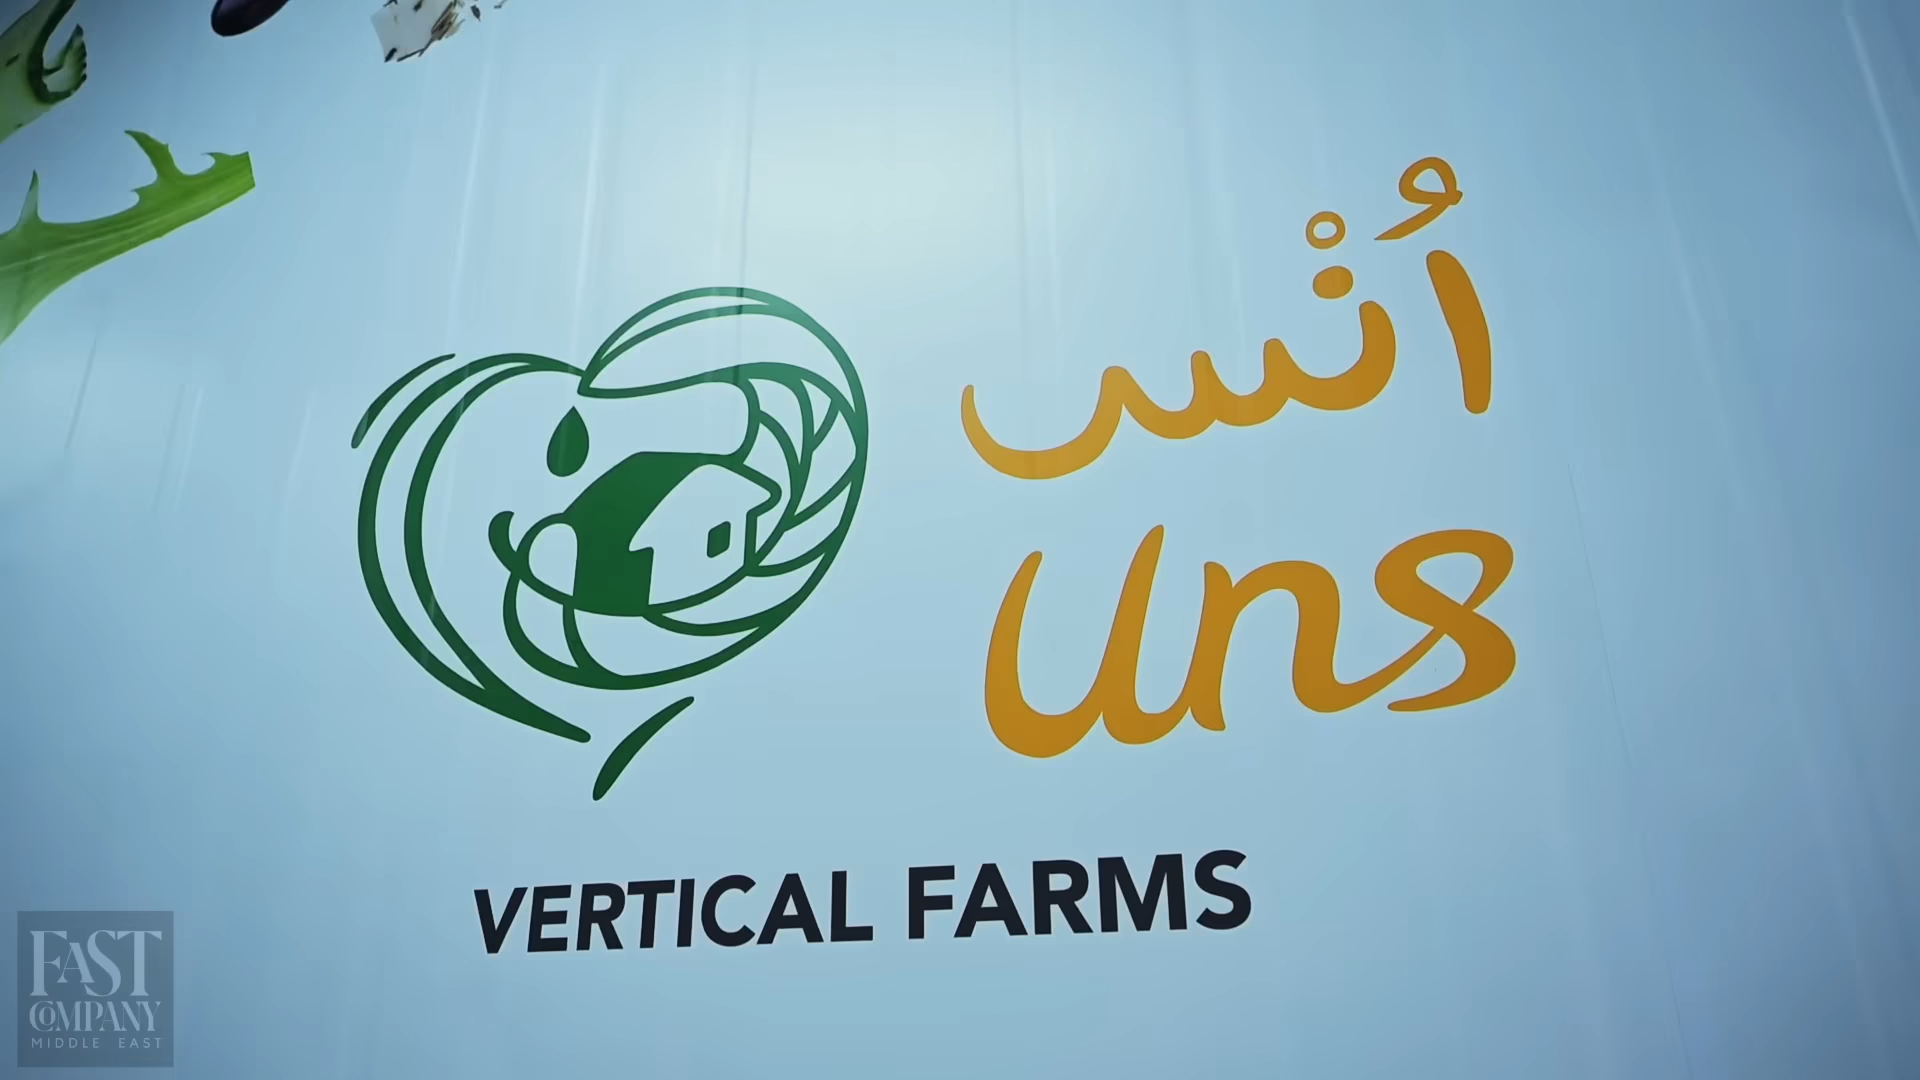 أُنْس
uns
VERTICAL FARMS
FAST
COMPANY
MIDDLE EAST